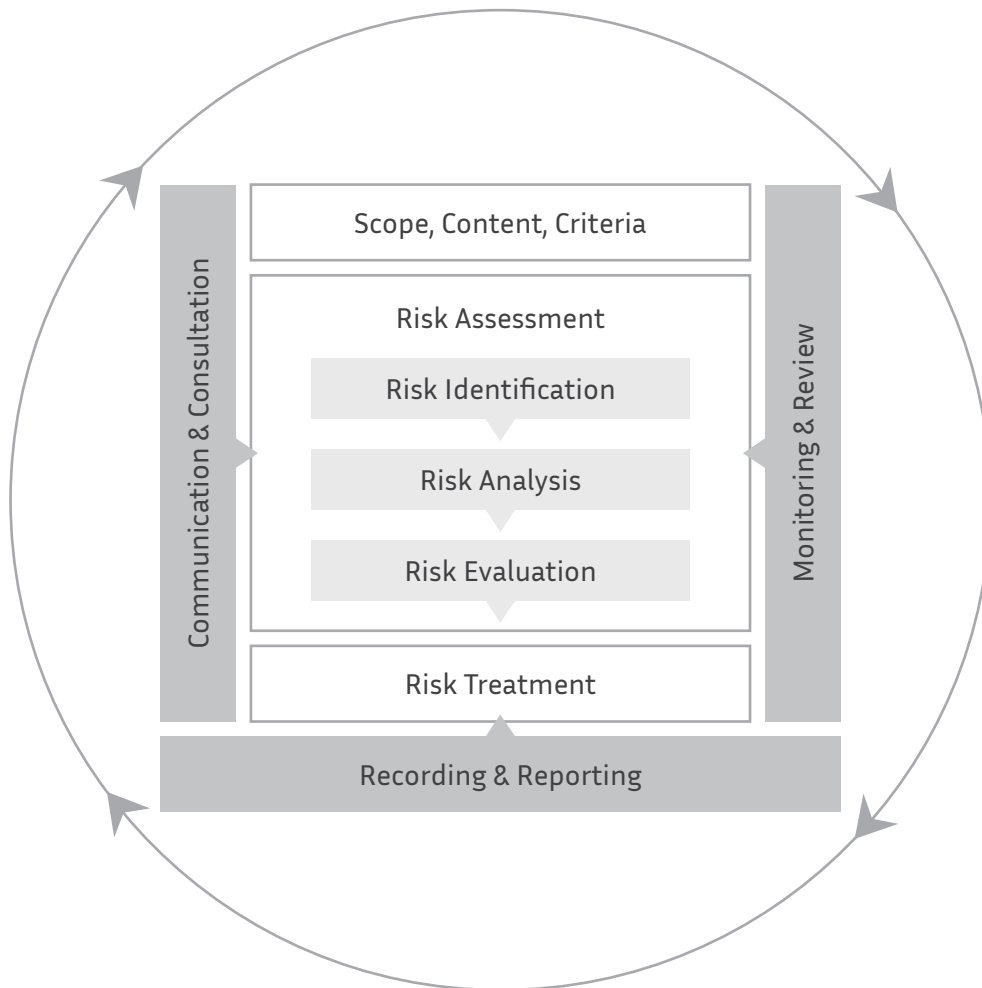 Scope, Content, Criteria
Communication & Consultation
Risk Assessment
Risk Identification
Risk Analysis
Risk Evaluation
Monitoring & Review
Risk Treatment
Recording & Reporting